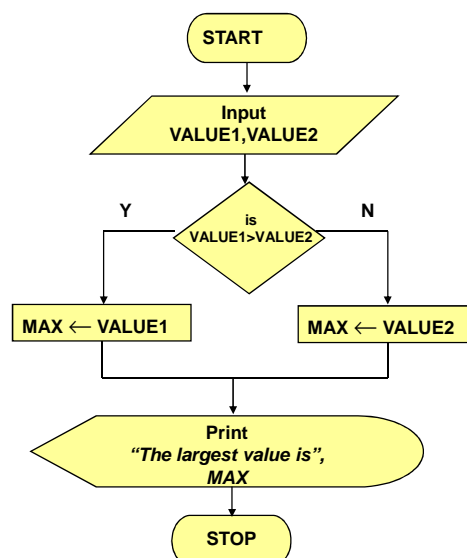 START
Input
VALUE1,VALUE2
Y
is
VALUE1>VALUE2
N
MAX ← VALUE1
MAX ← VALUE2
Print
“The largest value is”,
MAX
STOP